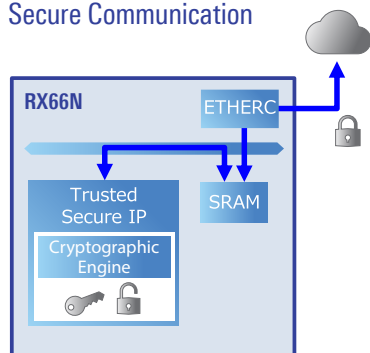 Secure Communication
RX66N
ETHERC
Trusted
Secure IP
SRAM
Cryptographic
Engine